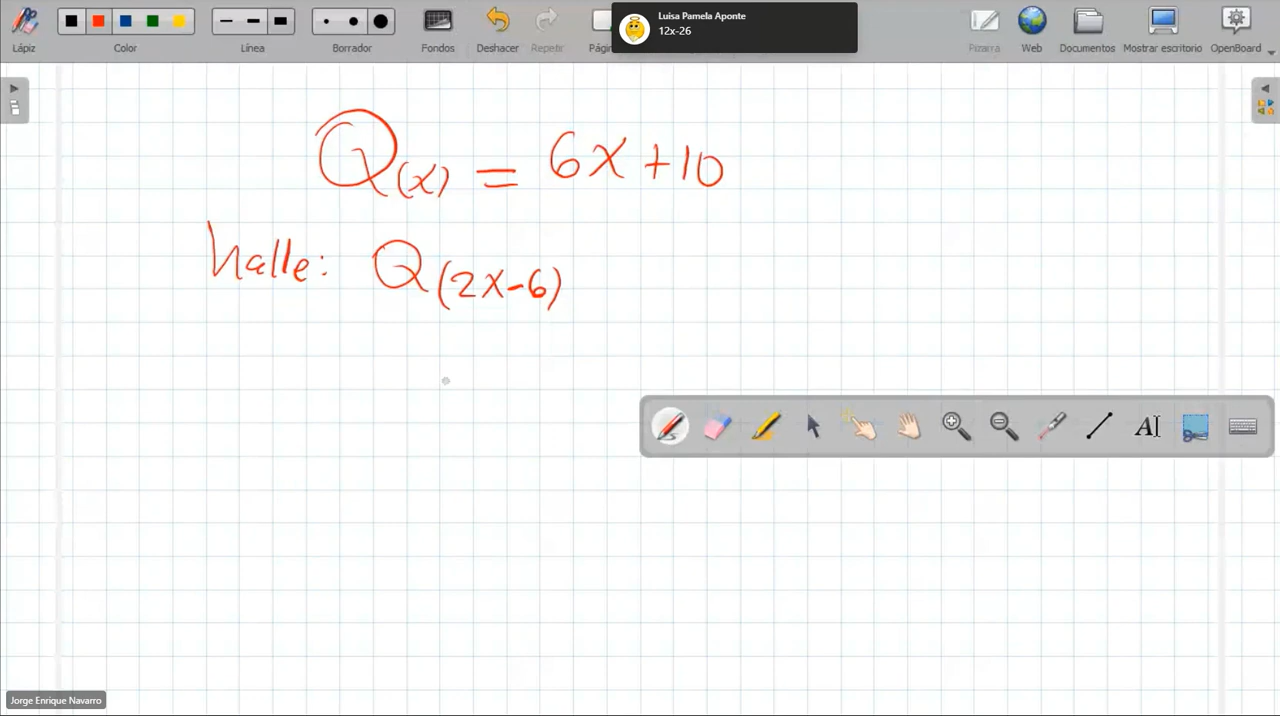 Luisa Pamela Aponte
12x-26
Lápiz Color Línea Borrador Fondos Deshacer Repetir Págin Pizarra Web Documentos Mostrar escritorio OpenBoard
Q(x) = 6x+10
halle: Q(2x-6)
Jorge Enrique Navarro